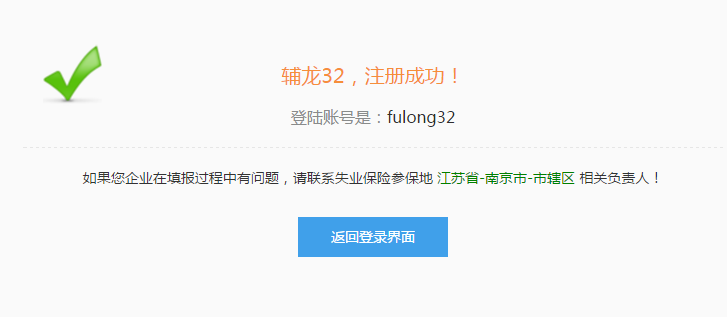 辅龙32，注册成功！
登陆账号是：fulong32
如果您企业在填报过程中有问题，请联系失业保险参保地 江苏省-南京市-市辖区 相关负责人！
返回登录界面